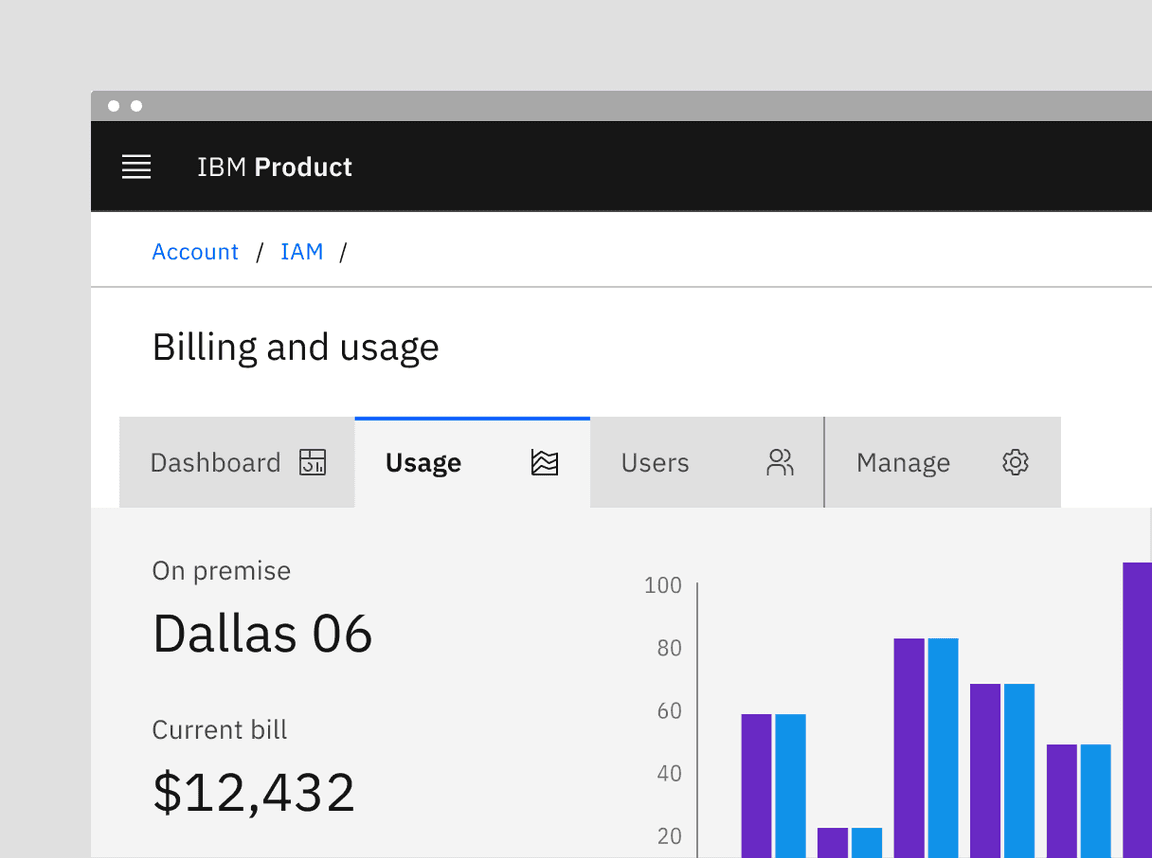 IBM Product
Account / IAM /
Billing and usage
Dashboard Usage Users Manage
On premise
Dallas 06
Current bill
$12,432
100
80
60
40
20